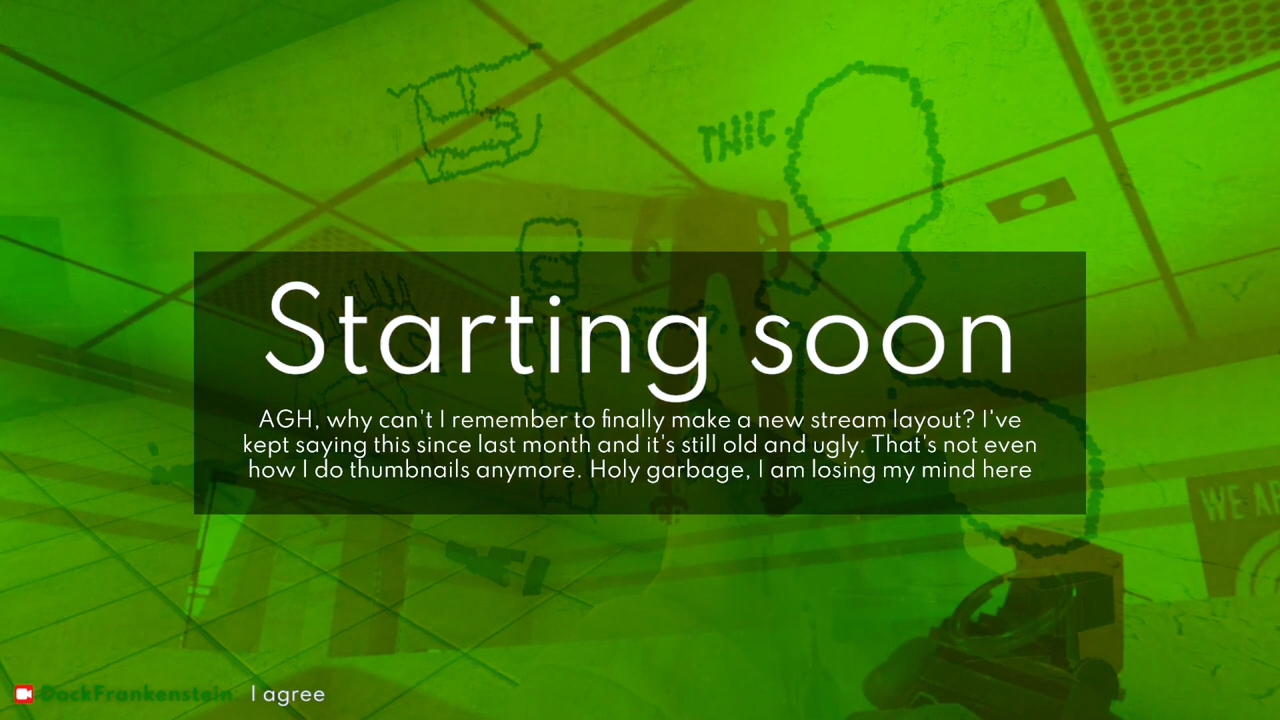 THIC
Starting soon
AGH, why can't I remember to finally make a new stream layout? I've
kept saying this since last month and it's still old and ugly. That's not even
how I do thumbnails anymore. Holy garbage, I am losing my mind here
WE AR
DockFrankenstein: I agree